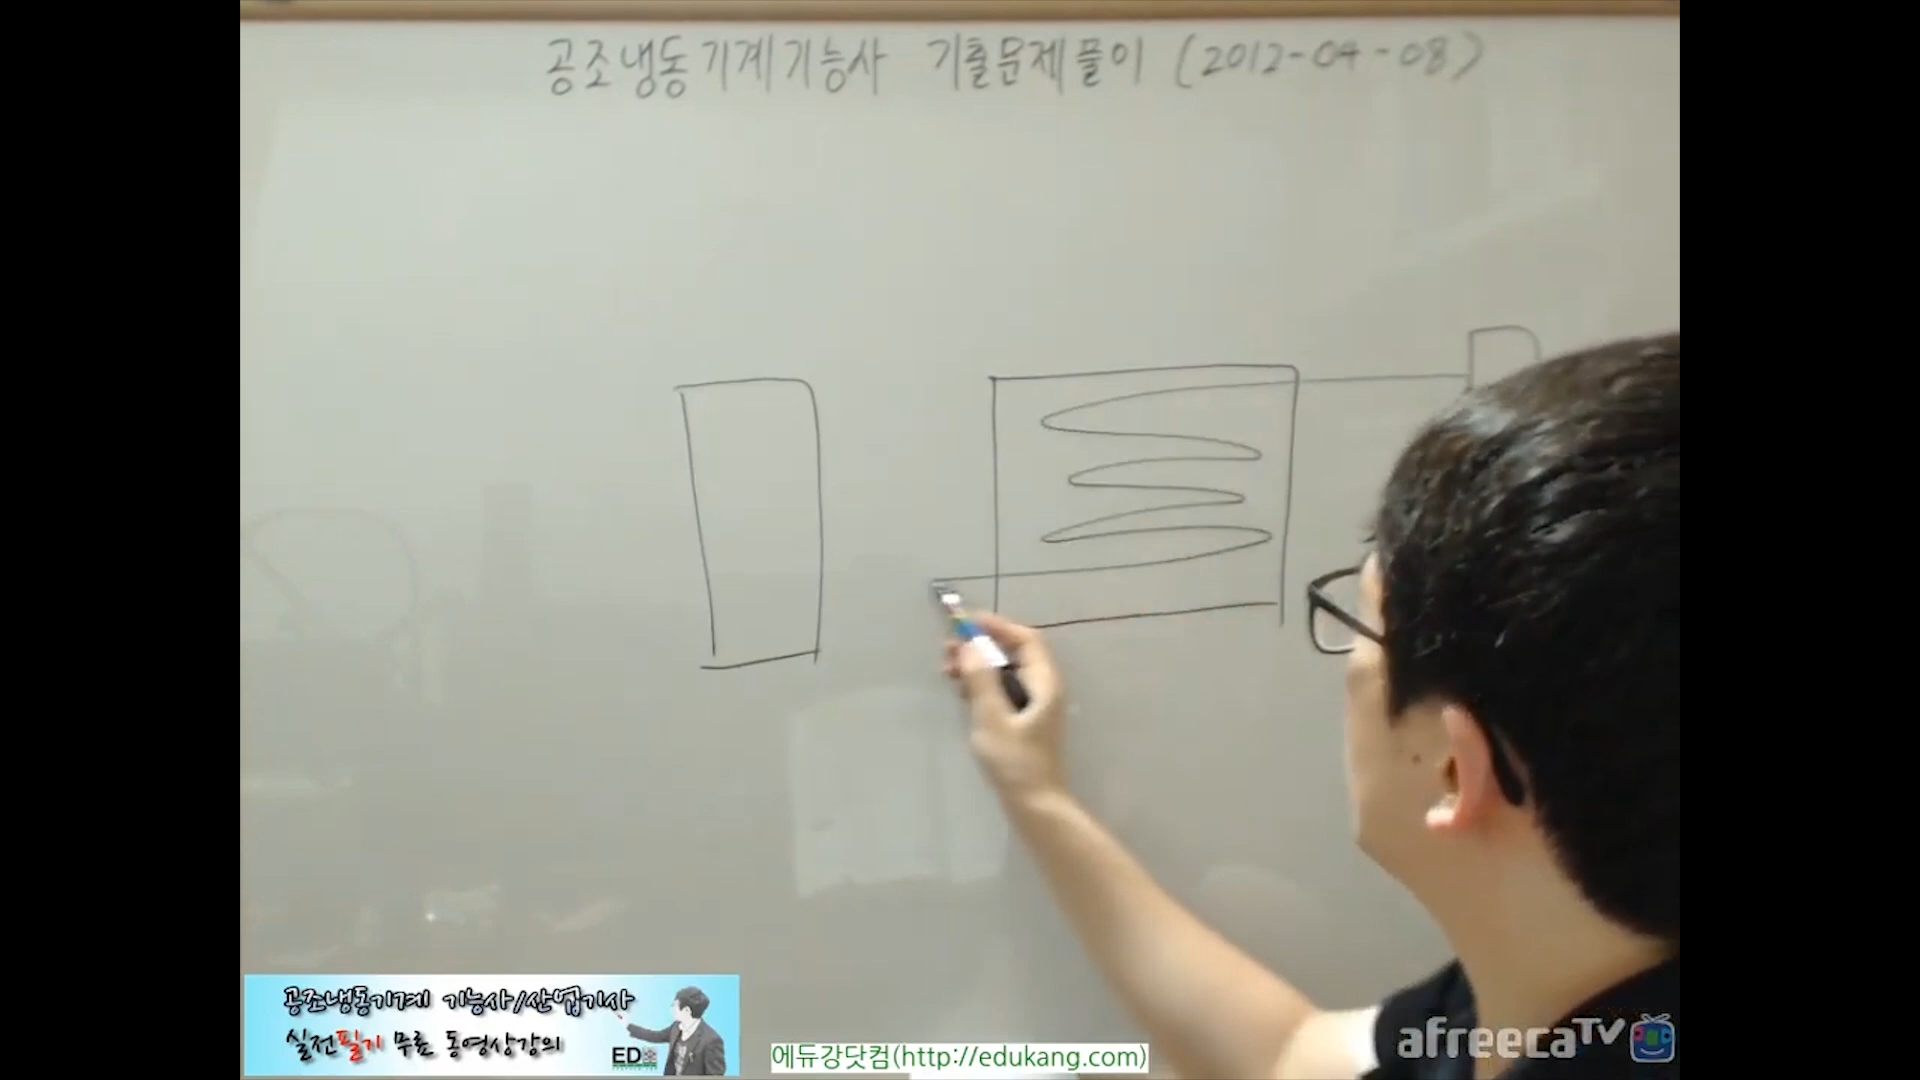 공조냉동기계기능사 기출문제풀이 (2012-04-08)
공조냉동기계 기능사/산업기사
실전필기 무료 동영상강의
ED
에듀강닷컴(http://edukang.com)
afreecaTV